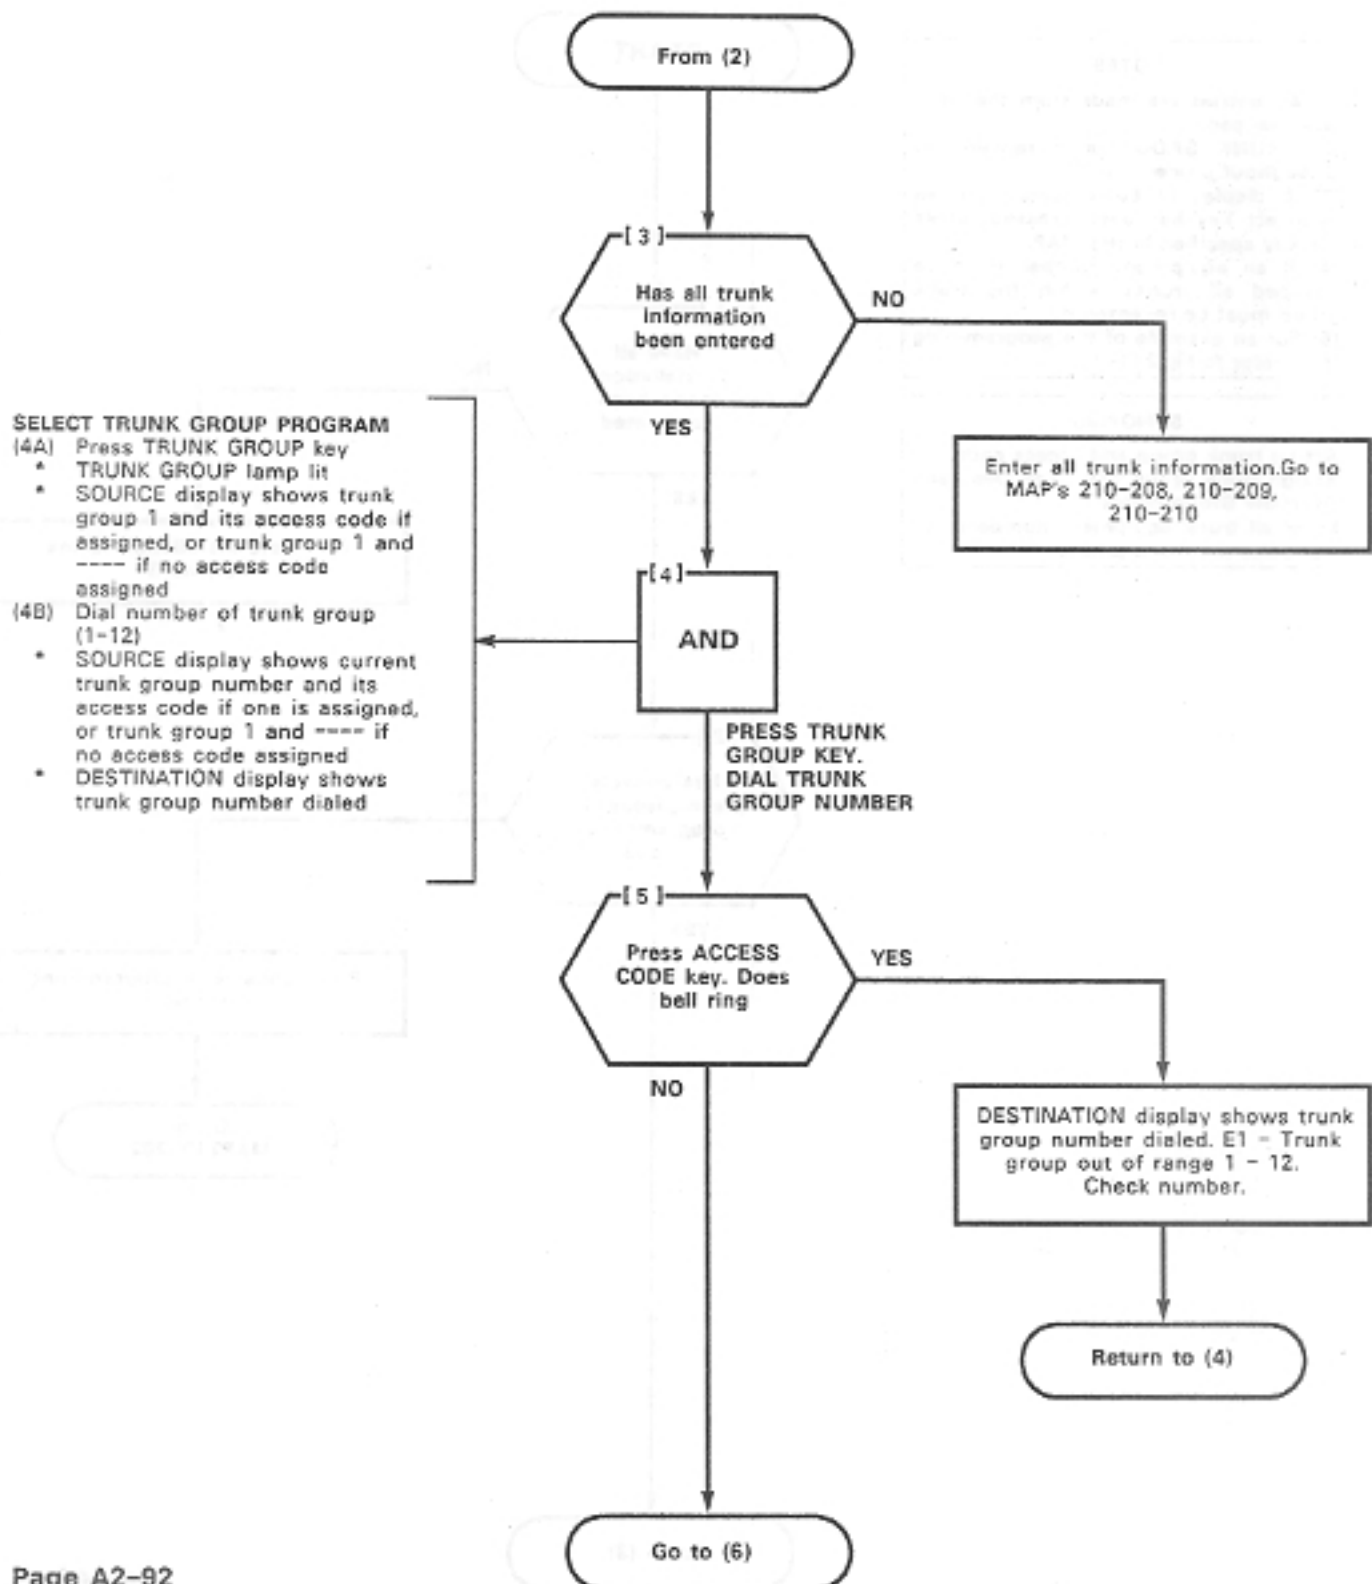 From (2)
[3]
Has all trunk
information
been entered
NO
YES
Enter all trunk information.Go to
MAP's 210-208, 210-209,
210-210
SELECT TRUNK GROUP PROGRAM
(4A) Press TRUNK GROUP key
* TRUNK GROUP lamp lit
* SOURCE display shows trunk
group 1 and its access code if
assigned, or trunk group 1 and
---- if no access code
assigned
(4B) Dial number of trunk group
(1-12)
* SOURCE display shows current
trunk group number and its
access code if one is assigned,
or trunk group 1 and ---- if
no access code assigned
* DESTINATION display shows
trunk group number dialed
[4]
AND
PRESS TRUNK
GROUP KEY.
DIAL TRUNK
GROUP NUMBER
[5]
Press ACCESS
CODE key. Does
bell ring
YES
NO
DESTINATION display shows trunk
group number dialed. E1 - Trunk
group out of range 1 - 12.
Check number.
Return to (4)
Go to (6)
Page A2-92